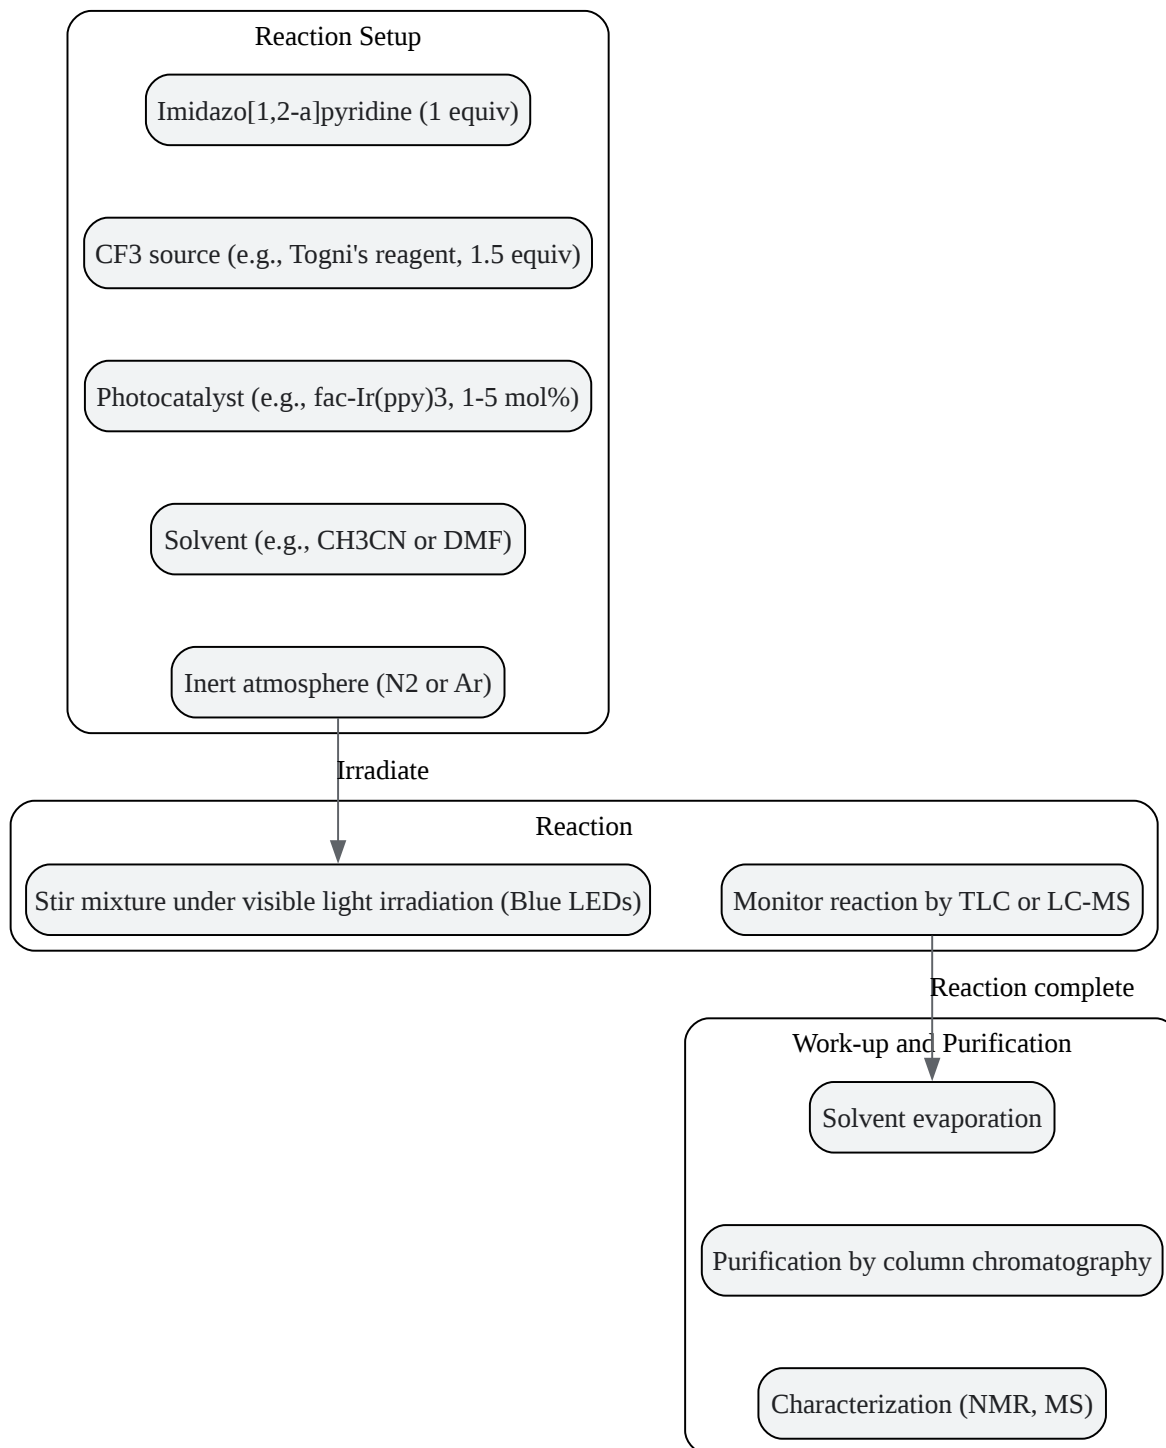 Reaction Setup
Imidazo[1,2-a]pyridine (1 equiv)
CF3 source (e.g., Togni's reagent, 1.5 equiv)
Photocatalyst (e.g., fac-Ir(ppy)3, 1-5 mol%)
Solvent (e.g., CH3CN or DMF)
Inert atmosphere (N2 or Ar)
Irradiate
Reaction
Stir mixture under visible light irradiation (Blue LEDs)
Monitor reaction by TLC or LC-MS
Reaction complete
Work-up and Purification
Solvent evaporation
Purification by column chromatography
Characterization (NMR, MS)